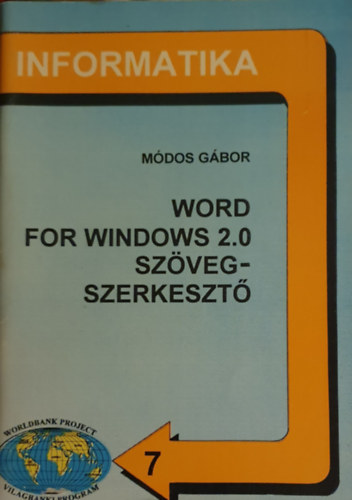 INFORMATIKA
MÓDOS GÁBOR
WORD
FOR WINDOWS 2.0
SZÖVEG-
SZERKESZTŐ
WORLDBANK PROJECT
VILÁGBANKI PROGRAM
7